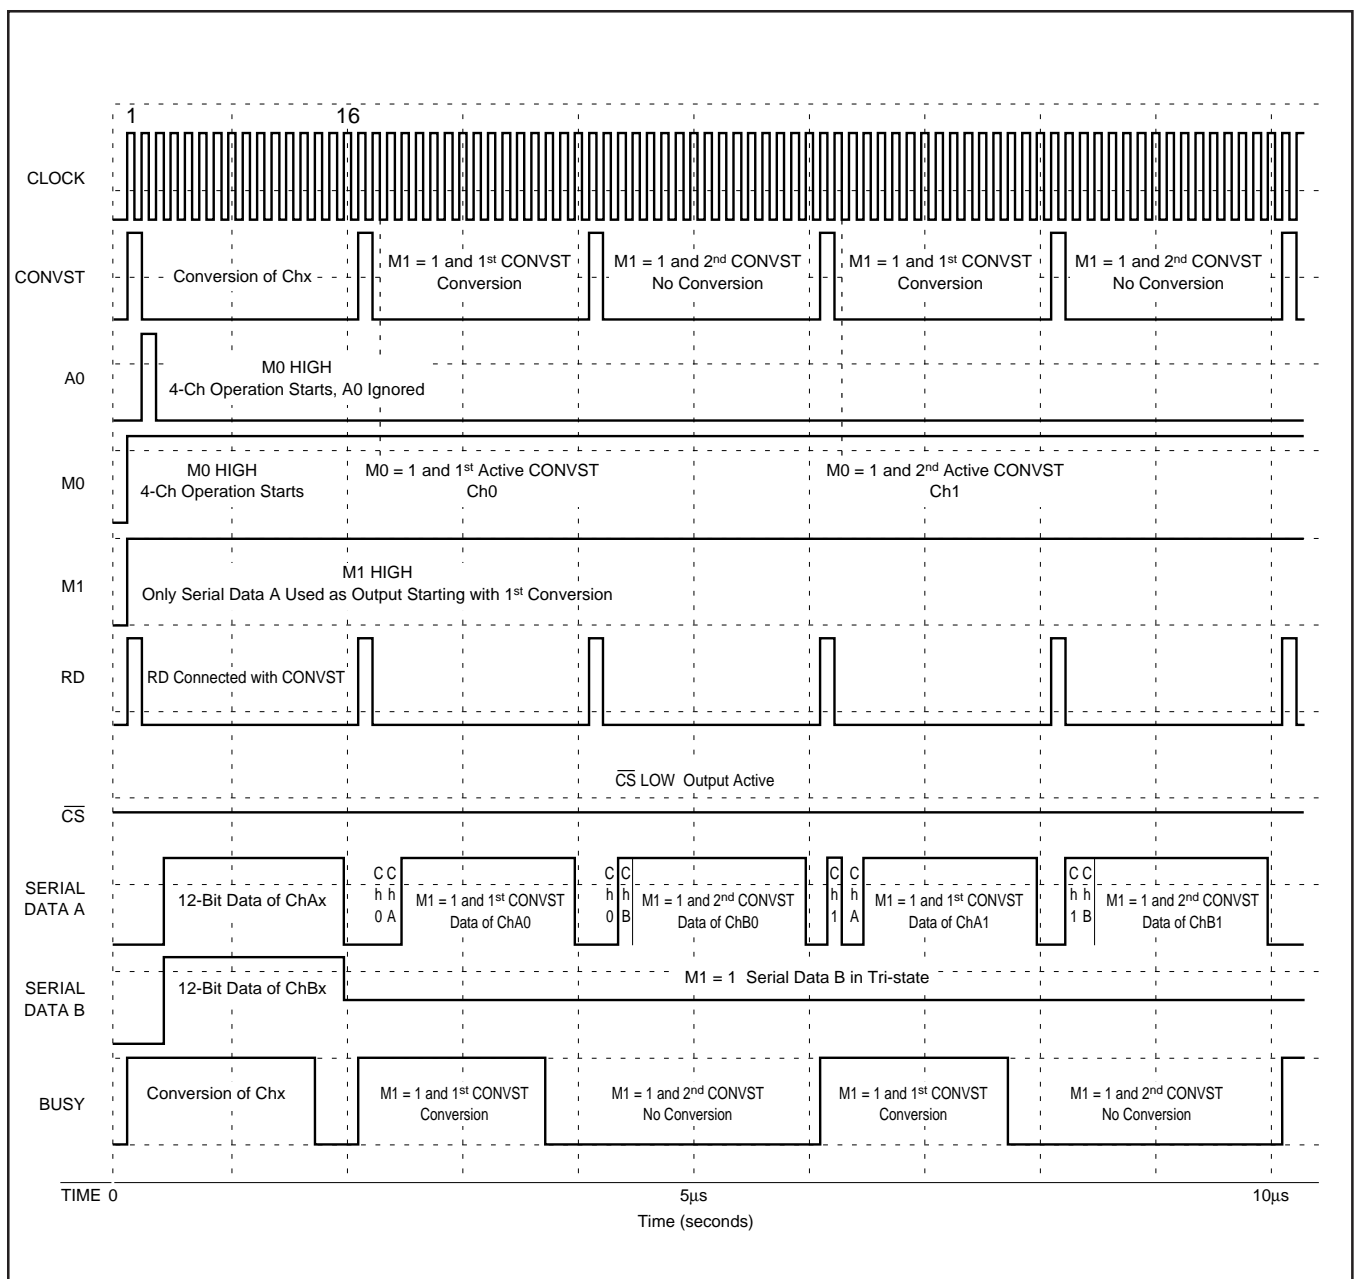 1 16
CLOCK
CONVST
Conversion of Chx
M1 = 1 and 1st CONVST
Conversion
M1 = 1 and 2nd CONVST
No Conversion
M1 = 1 and 1st CONVST
Conversion
M1 = 1 and 2nd CONVST
No Conversion
A0
M0 HIGH
4-Ch Operation Starts, A0 Ignored
M0
M0 HIGH
4-Ch Operation Starts
M0 = 1 and 1st Active CONVST
Ch0
M0 = 1 and 2nd Active CONVST
Ch1
M1
M1 HIGH
Only Serial Data A Used as Output Starting with 1st Conversion
RD
RD Connected with CONVST
CS LOW Output Active
CS
SERIAL
DATA A
12-Bit Data of ChAx
Ch0
ChA
M1 = 1 and 1st CONVST
Data of ChA0
Ch0
ChB
M1 = 1 and 2nd CONVST
Data of ChB0
Ch1
ChA
M1 = 1 and 1st CONVST
Data of ChA1
Ch1
ChB
M1 = 1 and 2nd CONVST
Data of ChB1
SERIAL
DATA B
12-Bit Data of ChBx
M1 = 1 Serial Data B in Tri-state
BUSY
Conversion of Chx
M1 = 1 and 1st CONVST
Conversion
M1 = 1 and 2nd CONVST
No Conversion
M1 = 1 and 1st CONVST
Conversion
M1 = 1 and 2nd CONVST
No Conversion
TIME 0 5µs 10µs
Time (seconds)